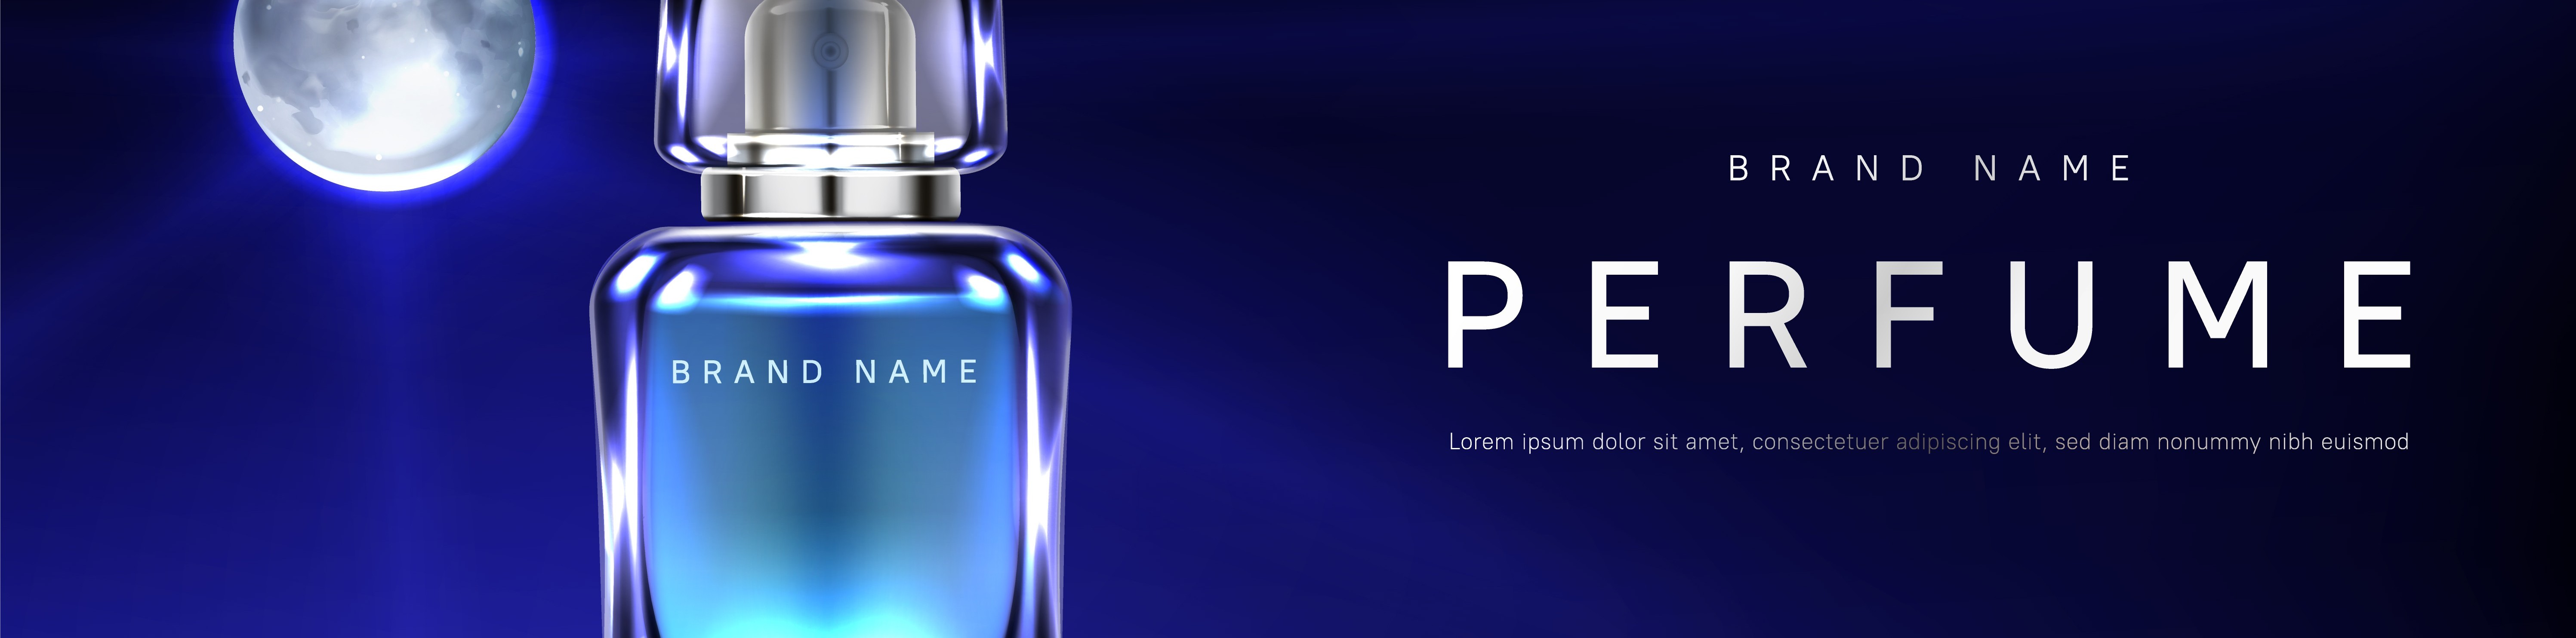 BRAND NAME
BRAND NAME
PERFUME
Lorem ipsum dolor sit amet, consectetuer adipiscing elit, sed diam nonummy nibh euismod